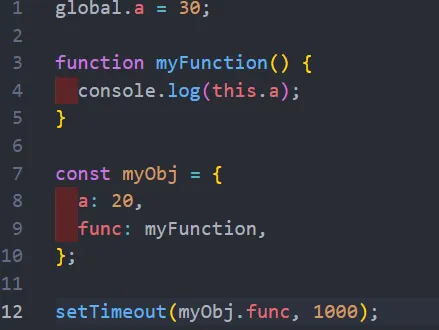 1 global.a = 30;
2
3 function myFunction() {
4   console.log(this.a);
5 }
6
7 const myObj = {
8   a: 20,
9   func: myFunction,
10 };
11
12 setTimeout(myObj.func, 1000);